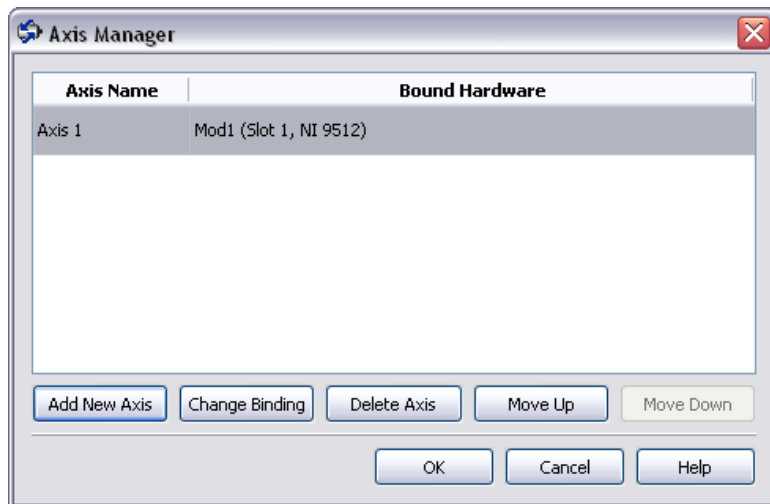 Axis Manager
Axis Name Bound Hardware
Axis 1 Mod1 (Slot 1, NI 9512)
Add New Axis Change Binding Delete Axis Move Up Move Down
OK Cancel Help